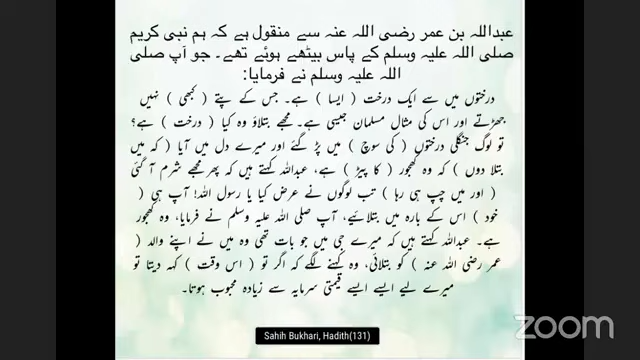 عبداللہ بن عمر رضی اللہ عنہ سے منقول ہے کہ ہم نبی کریم
صلی اللہ علیہ وسلم کے پاس بیٹھے ہوئے تھے۔ جو آپ صلی
اللہ علیہ وسلم نے فرمایا:
درختوں میں سے ایک درخت ( ایسا ) ہے۔ جس کے پتے ( کبھی ) نہیں
جھڑتے اور اس کی مثال مسلمان جیسی ہے۔ مجھے بتلاؤ وہ کیا ( درخت ) ہے؟
تو لوگ جنگلی درختوں ( کی سوچ ) میں پڑ گئے اور میرے دل میں آیا ( کہ میں
بتلا دوں ) کہ وہ کھجور ( کا پیڑ ) ہے، عبداللہ کہتے ہیں کہ پھر مجھے شرم آ گئی
( اور میں چپ ہی رہا ) تب لوگوں نے عرض کیا یا رسول اللہ! آپ ہی (
خود ) اس کے بارہ میں بتلائیے، آپ صلی اللہ علیہ وسلم نے فرمایا، وہ کھجور
ہے۔ عبداللہ کہتے ہیں کہ میرے جی میں جو بات تھی وہ میں نے اپنے والد (
عمر رضی اللہ عنہ ) کو بتلائی، وہ کہنے لگے کہ اگر تو ( اس وقت ) کہہ دیتا تو
میرے لیے ایسے ایسے قیمتی سرمایہ سے زیادہ محبوب ہوتا۔
Sahih Bukhari, Hadith(131)
zoom